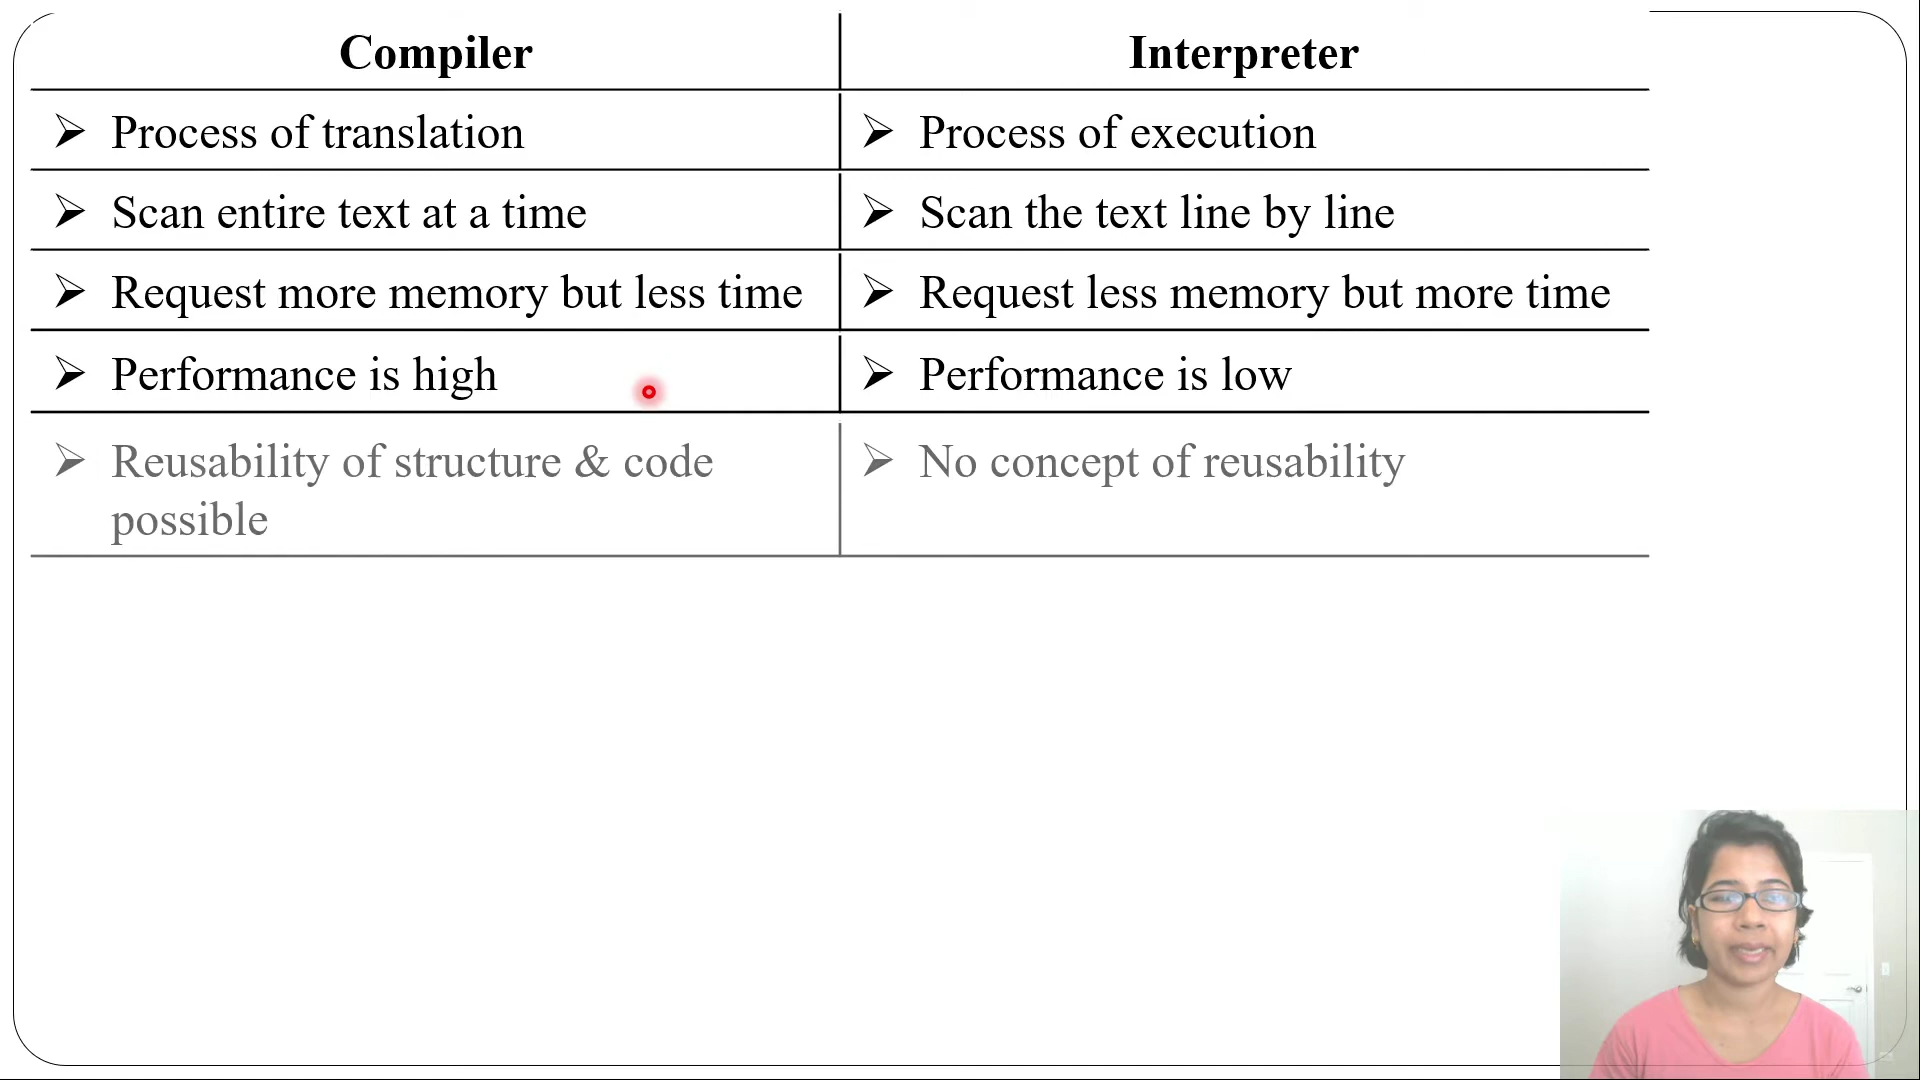 Compiler
Interpreter
Process of translation
Process of execution
Scan entire text at a time
Scan the text line by line
Request more memory but less time
Request less memory but more time
Performance is high
Performance is low
Reusability of structure & code
possible
No concept of reusability